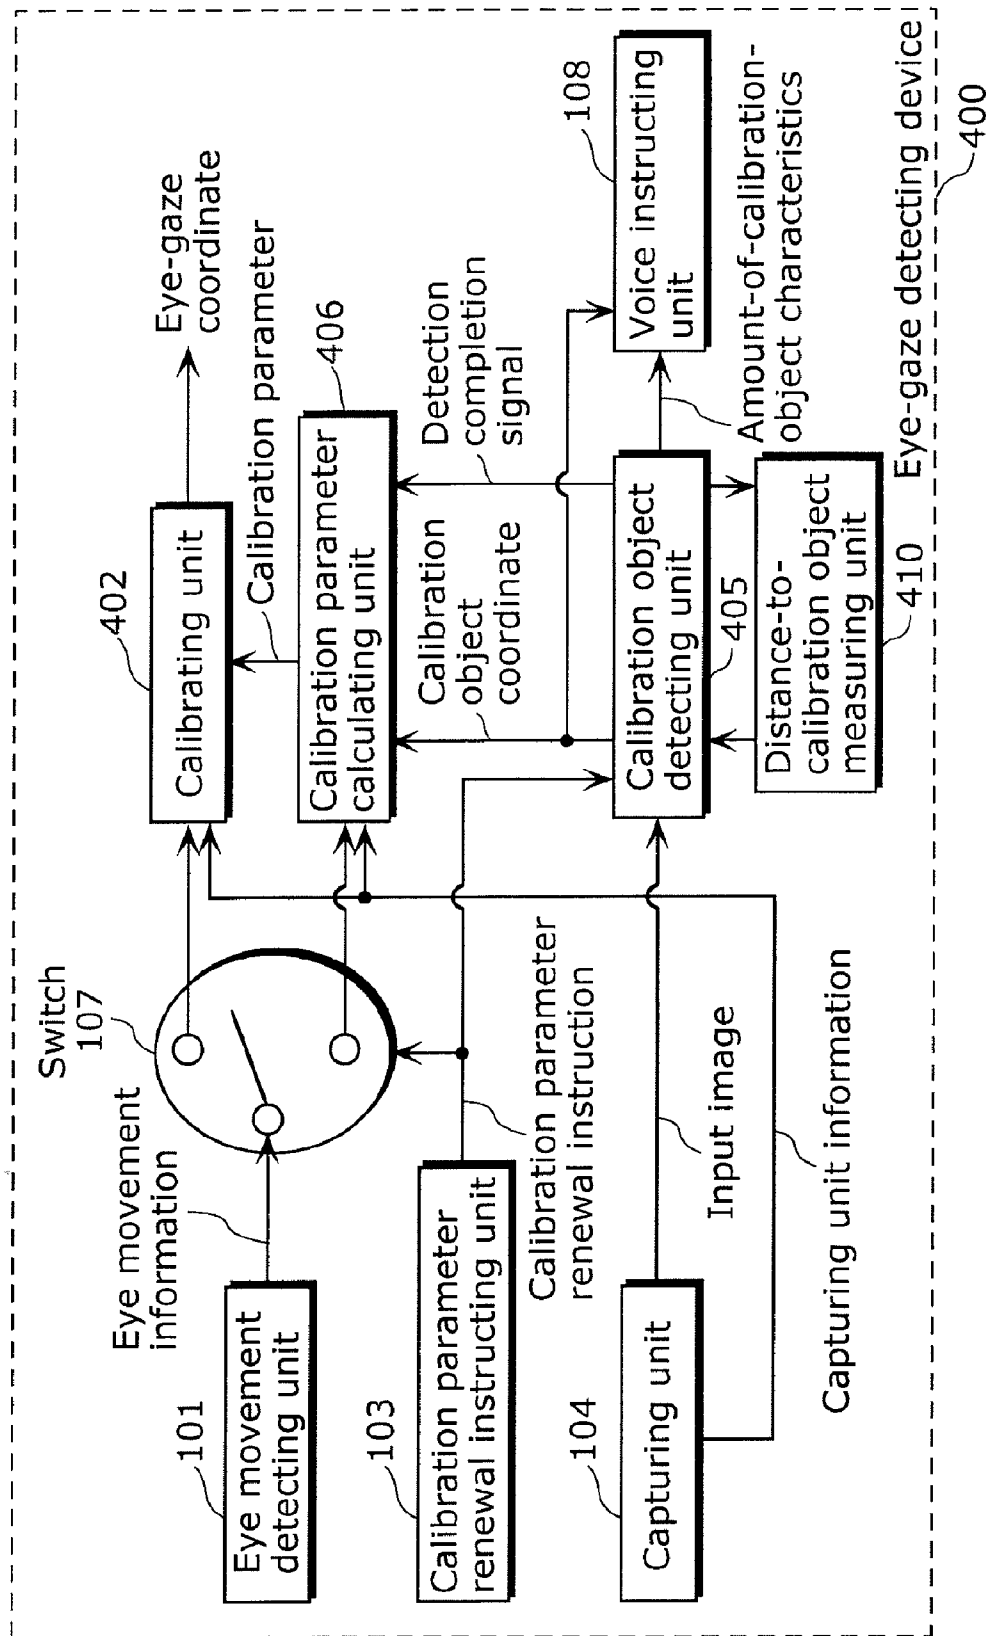 101
Eye movement
detecting unit
Eye movement
information
Switch
107
402
Calibrating unit
Eye-gaze
coordinate
Calibration parameter
406
Calibration parameter
calculating unit
103
Calibration parameter
renewal instructing unit
Calibration parameter
renewal instruction
Calibration
object
coordinate
Detection
completion
signal
104
Capturing unit
Input image
Capturing unit information
Calibration object
detecting unit
405
108
Voice instructing
unit
Amount-of-calibration-
object characteristics
Distance-to-
calibration object
measuring unit
410
Eye-gaze detecting device
400